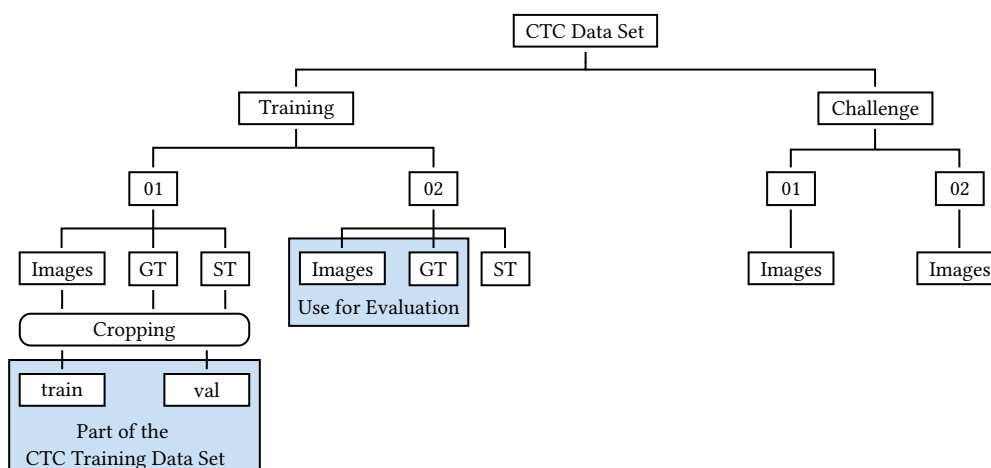 CTC Data Set
Training
Challenge
01
02
01
02
Images
GT
ST
Images
GT
ST
Images
Images
Use for Evaluation
Cropping
train
val
Part of the
CTC Training Data Set